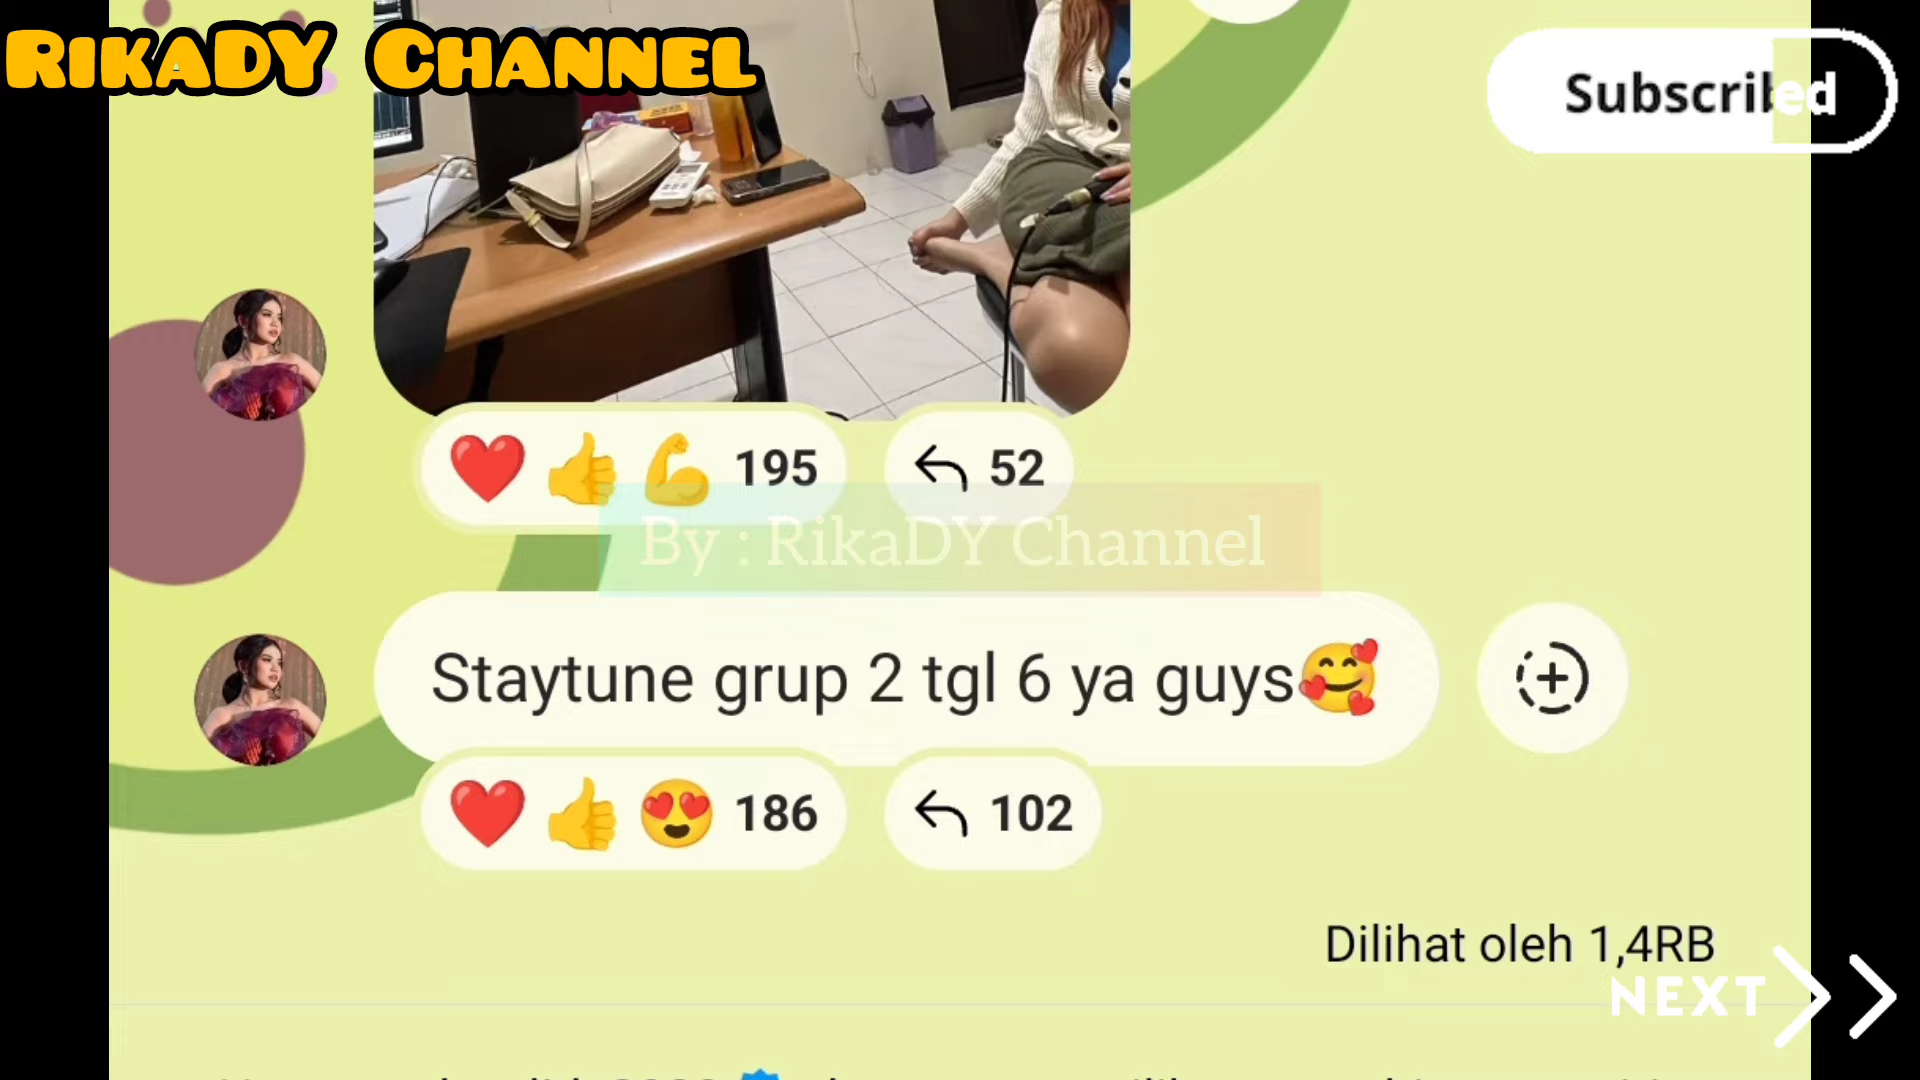 RIKADY CHANNEL
Subscribed
195
52
By : RikaDY Channel
Staytune grup 2 tgl 6 ya guys🥰
186
102
Dilihat oleh 1,4RB
NEXT